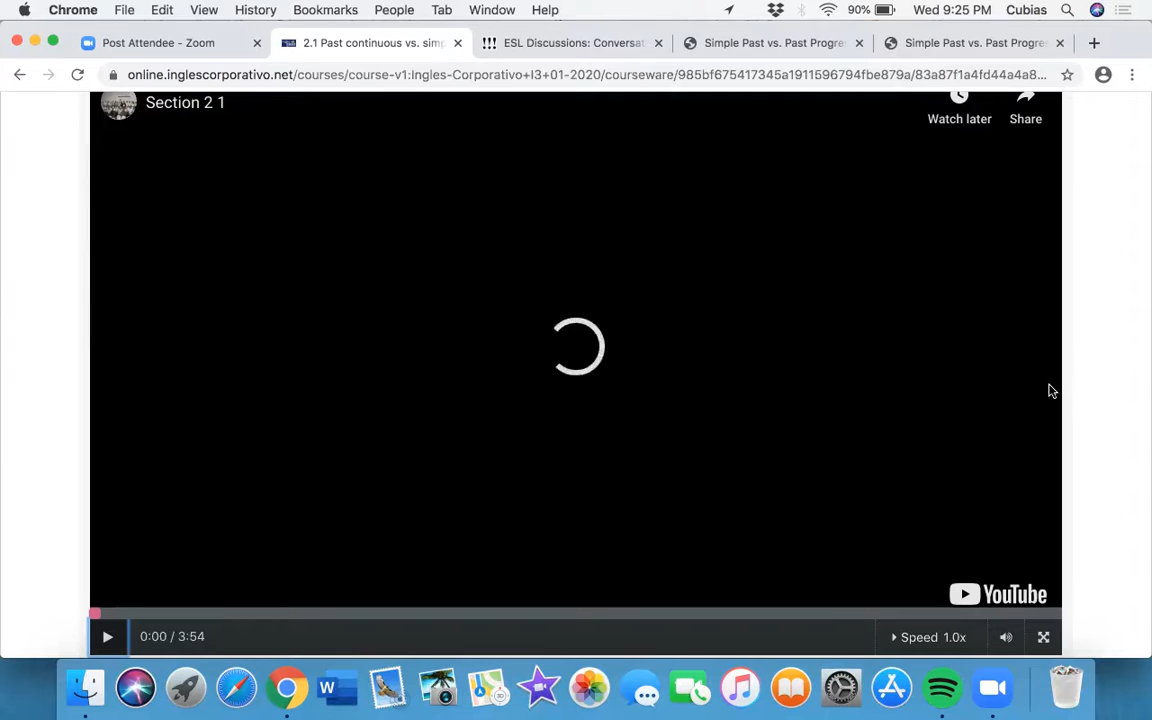 Chrome File Edit View History Bookmarks People Tab Window Help 90% Wed 9:25 PM Cubias
Post Attendee - Zoom 2.1 Past continuous vs. simp !!! ESL Discussions: Conversat Simple Past vs. Past Progre Simple Past vs. Past Progre
online.inglescorporativo.net/courses/course-v1:Ingles-Corporativo+I3+01-2020/courseware/985bf675417345a1911596794fbe879a/83a87f1a4fd44a4a8...
Section 2 1
Watch later Share
YouTube
0:00 / 3:54 Speed 1.0x
W